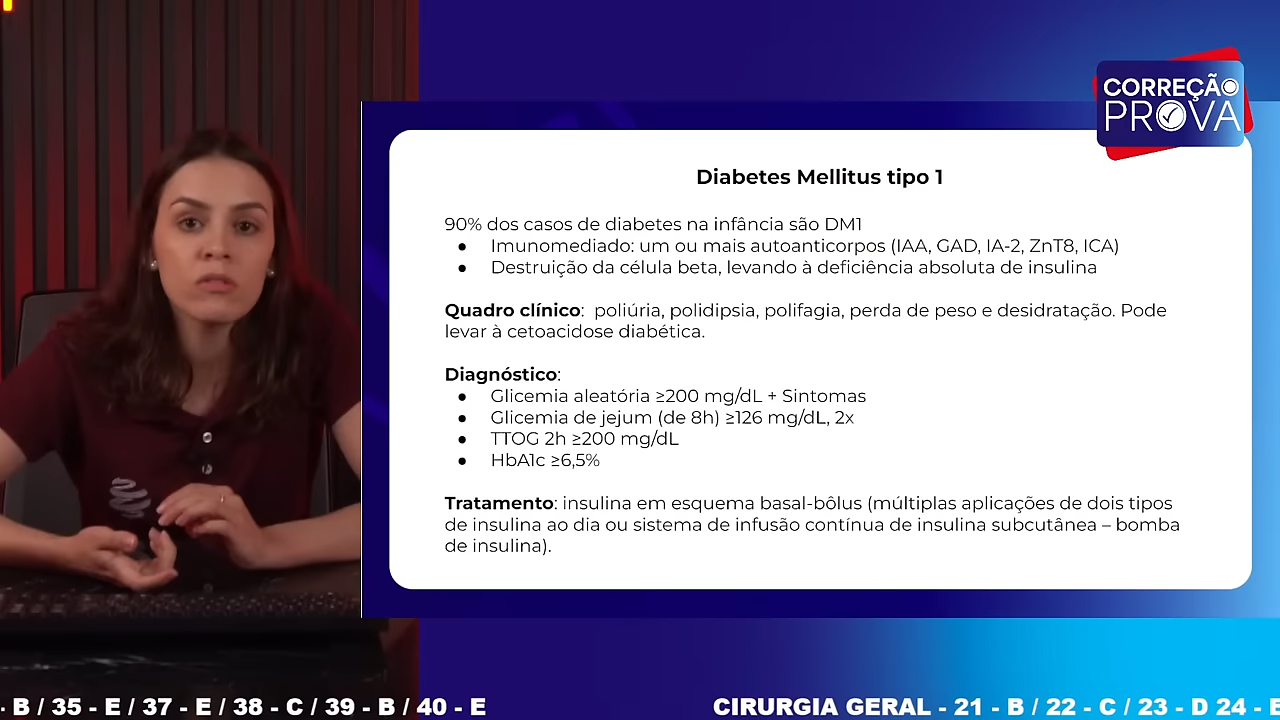 CORREÇÃO
PROVA
Diabetes Mellitus tipo 1
90% dos casos de diabetes na infância são DM1
● Imunomediado: um ou mais autoanticorpos (IAA, GAD, IA-2, ZnT8, ICA)
● Destruição da célula beta, levando à deficiência absoluta de insulina
Quadro clínico: poliúria, polidipsia, polifagia, perda de peso e desidratação. Pode
levar à cetoacidose diabética.
Diagnóstico:
● Glicemia aleatória ≥200 mg/dL + Sintomas
● Glicemia de jejum (de 8h) ≥126 mg/dL, 2x
● TTOG 2h ≥200 mg/dL
● HbA1c ≥6,5%
Tratamento: insulina em esquema basal-bôlus (múltiplas aplicações de dois tipos
de insulina ao dia ou sistema de infusão contínua de insulina subcutânea – bomba
de insulina).
- B / 35 - E / 37 - E / 38 - C / 39 - B / 40 - E CIRURGIA GERAL - 21 - B / 22 - C / 23 - D 24 - E